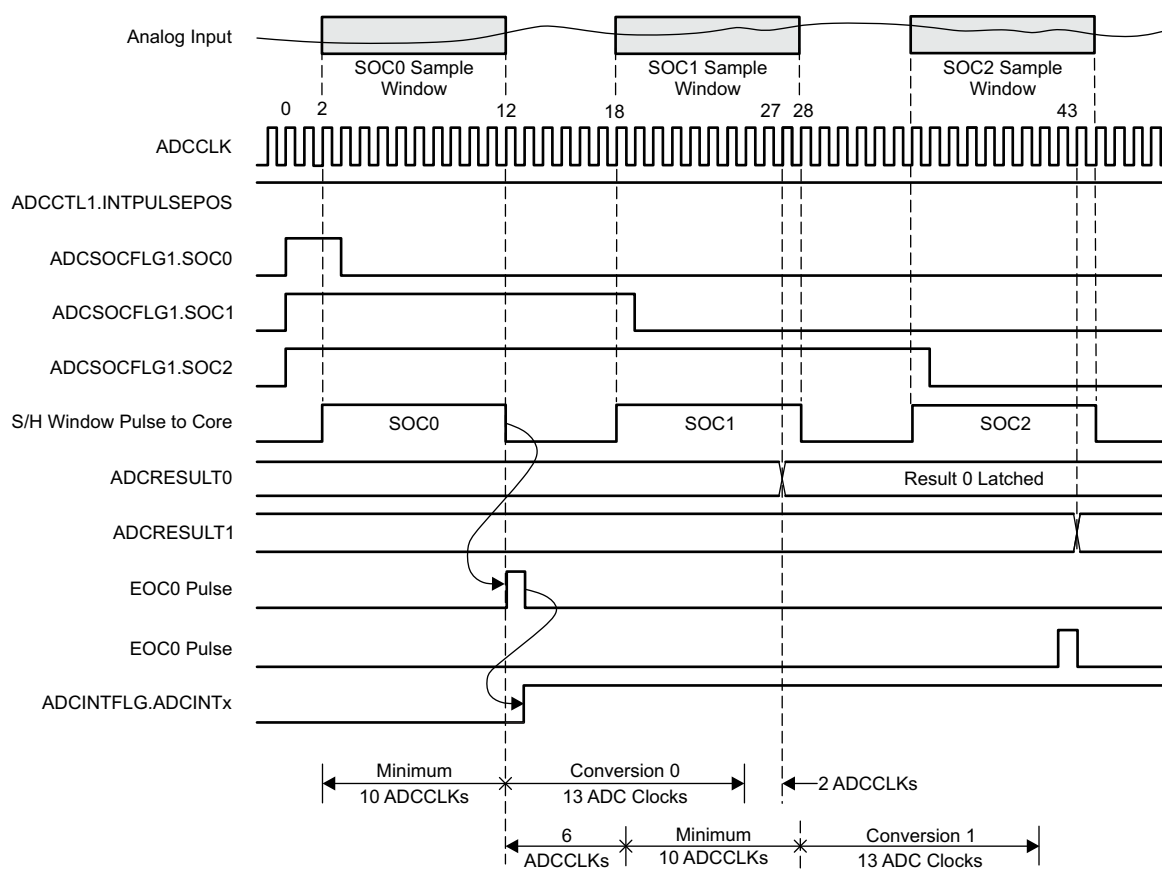 Analog Input
SOC0 Sample
Window
SOC1 Sample
Window
SOC2 Sample
Window
0 2 12 18 27 28 43
ADCCLK
ADCCTL1.INTPULSEPOS
ADCSOCFLG1.SOC0
ADCSOCFLG1.SOC1
ADCSOCFLG1.SOC2
S/H Window Pulse to Core
SOC0
SOC1
SOC2
ADCRESULT0
Result 0 Latched
ADCRESULT1
EOC0 Pulse
EOC0 Pulse
ADCINTFLG.ADCINTx
Minimum
10 ADCCLKs
Conversion 0
13 ADC Clocks
2 ADCCLKs
6
ADCCLKs
Minimum
10 ADCCLKs
Conversion 1
13 ADC Clocks